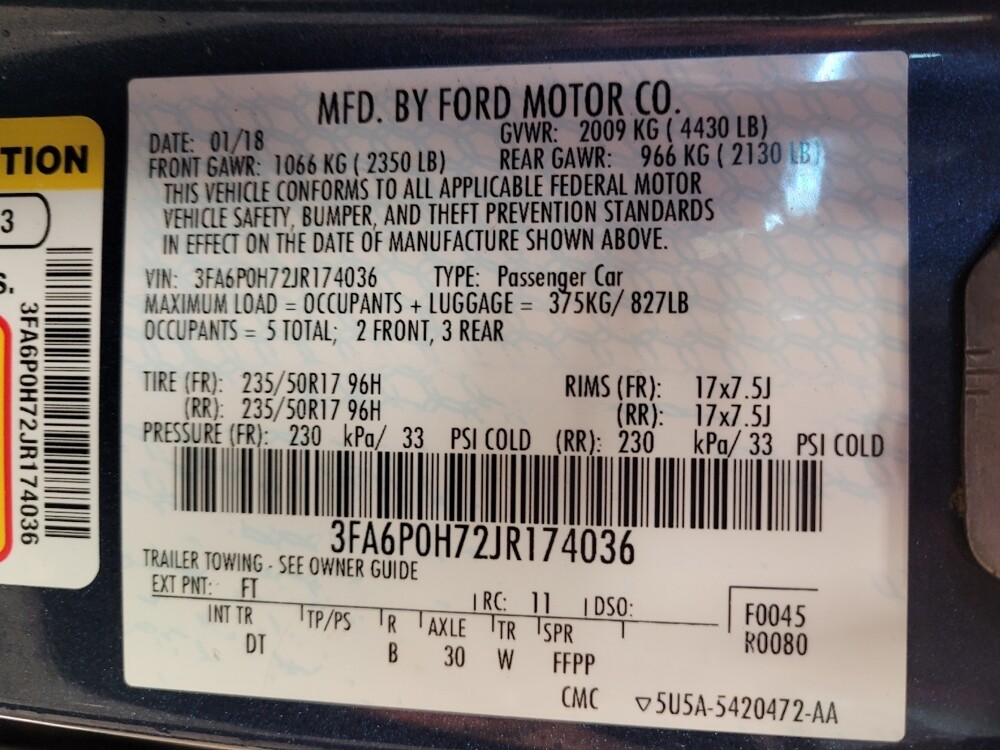 MFD. BY FORD MOTOR CO.
DATE: 01/18 GVWR: 2009 KG ( 4430 LB)
FRONT GAWR: 1066 KG ( 2350 LB) REAR GAWR: 966 KG ( 2130 LB)
THIS VEHICLE CONFORMS TO ALL APPLICABLE FEDERAL MOTOR
VEHICLE SAFETY, BUMPER, AND THEFT PREVENTION STANDARDS
IN EFFECT ON THE DATE OF MANUFACTURE SHOWN ABOVE.
VIN: 3FA6P0H72JR174036 TYPE: Passenger Car
MAXIMUM LOAD = OCCUPANTS + LUGGAGE = 375KG/ 827LB
OCCUPANTS = 5 TOTAL; 2 FRONT, 3 REAR
TIRE (FR): 235/50R17 96H RIMS (FR): 17x7.5J
(RR): 235/50R17 96H (RR): 17x7.5J
PRESSURE (FR): 230 kPa/ 33 PSI COLD (RR): 230 kPa/ 33 PSI COLD
3FA6P0H72JR174036
TRAILER TOWING - SEE OWNER GUIDE
EXT PNT: FT RC: 11 DSO:
F0045
R0080
INT TR TP/PS R AXLE TR SPR
DT B 30 W FFPP
CMC ▽5U5A-5420472-AA
TION
3
S.
3FA6P0H72JR174036